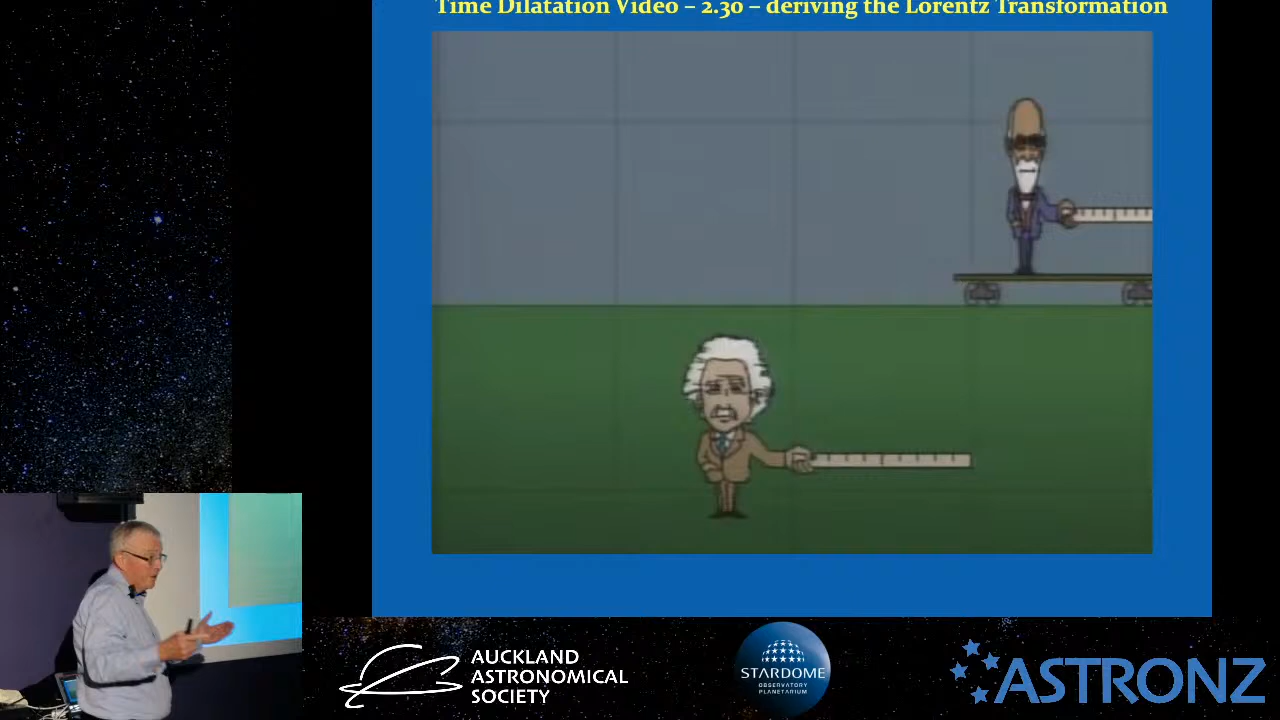 Time Dilatation Video – 2.30 – deriving the Lorentz Transformation
AUCKLAND
ASTRONOMICAL
SOCIETY
STARDOME
OBSERVATORY
PLANETARIUM
ASTRONZ